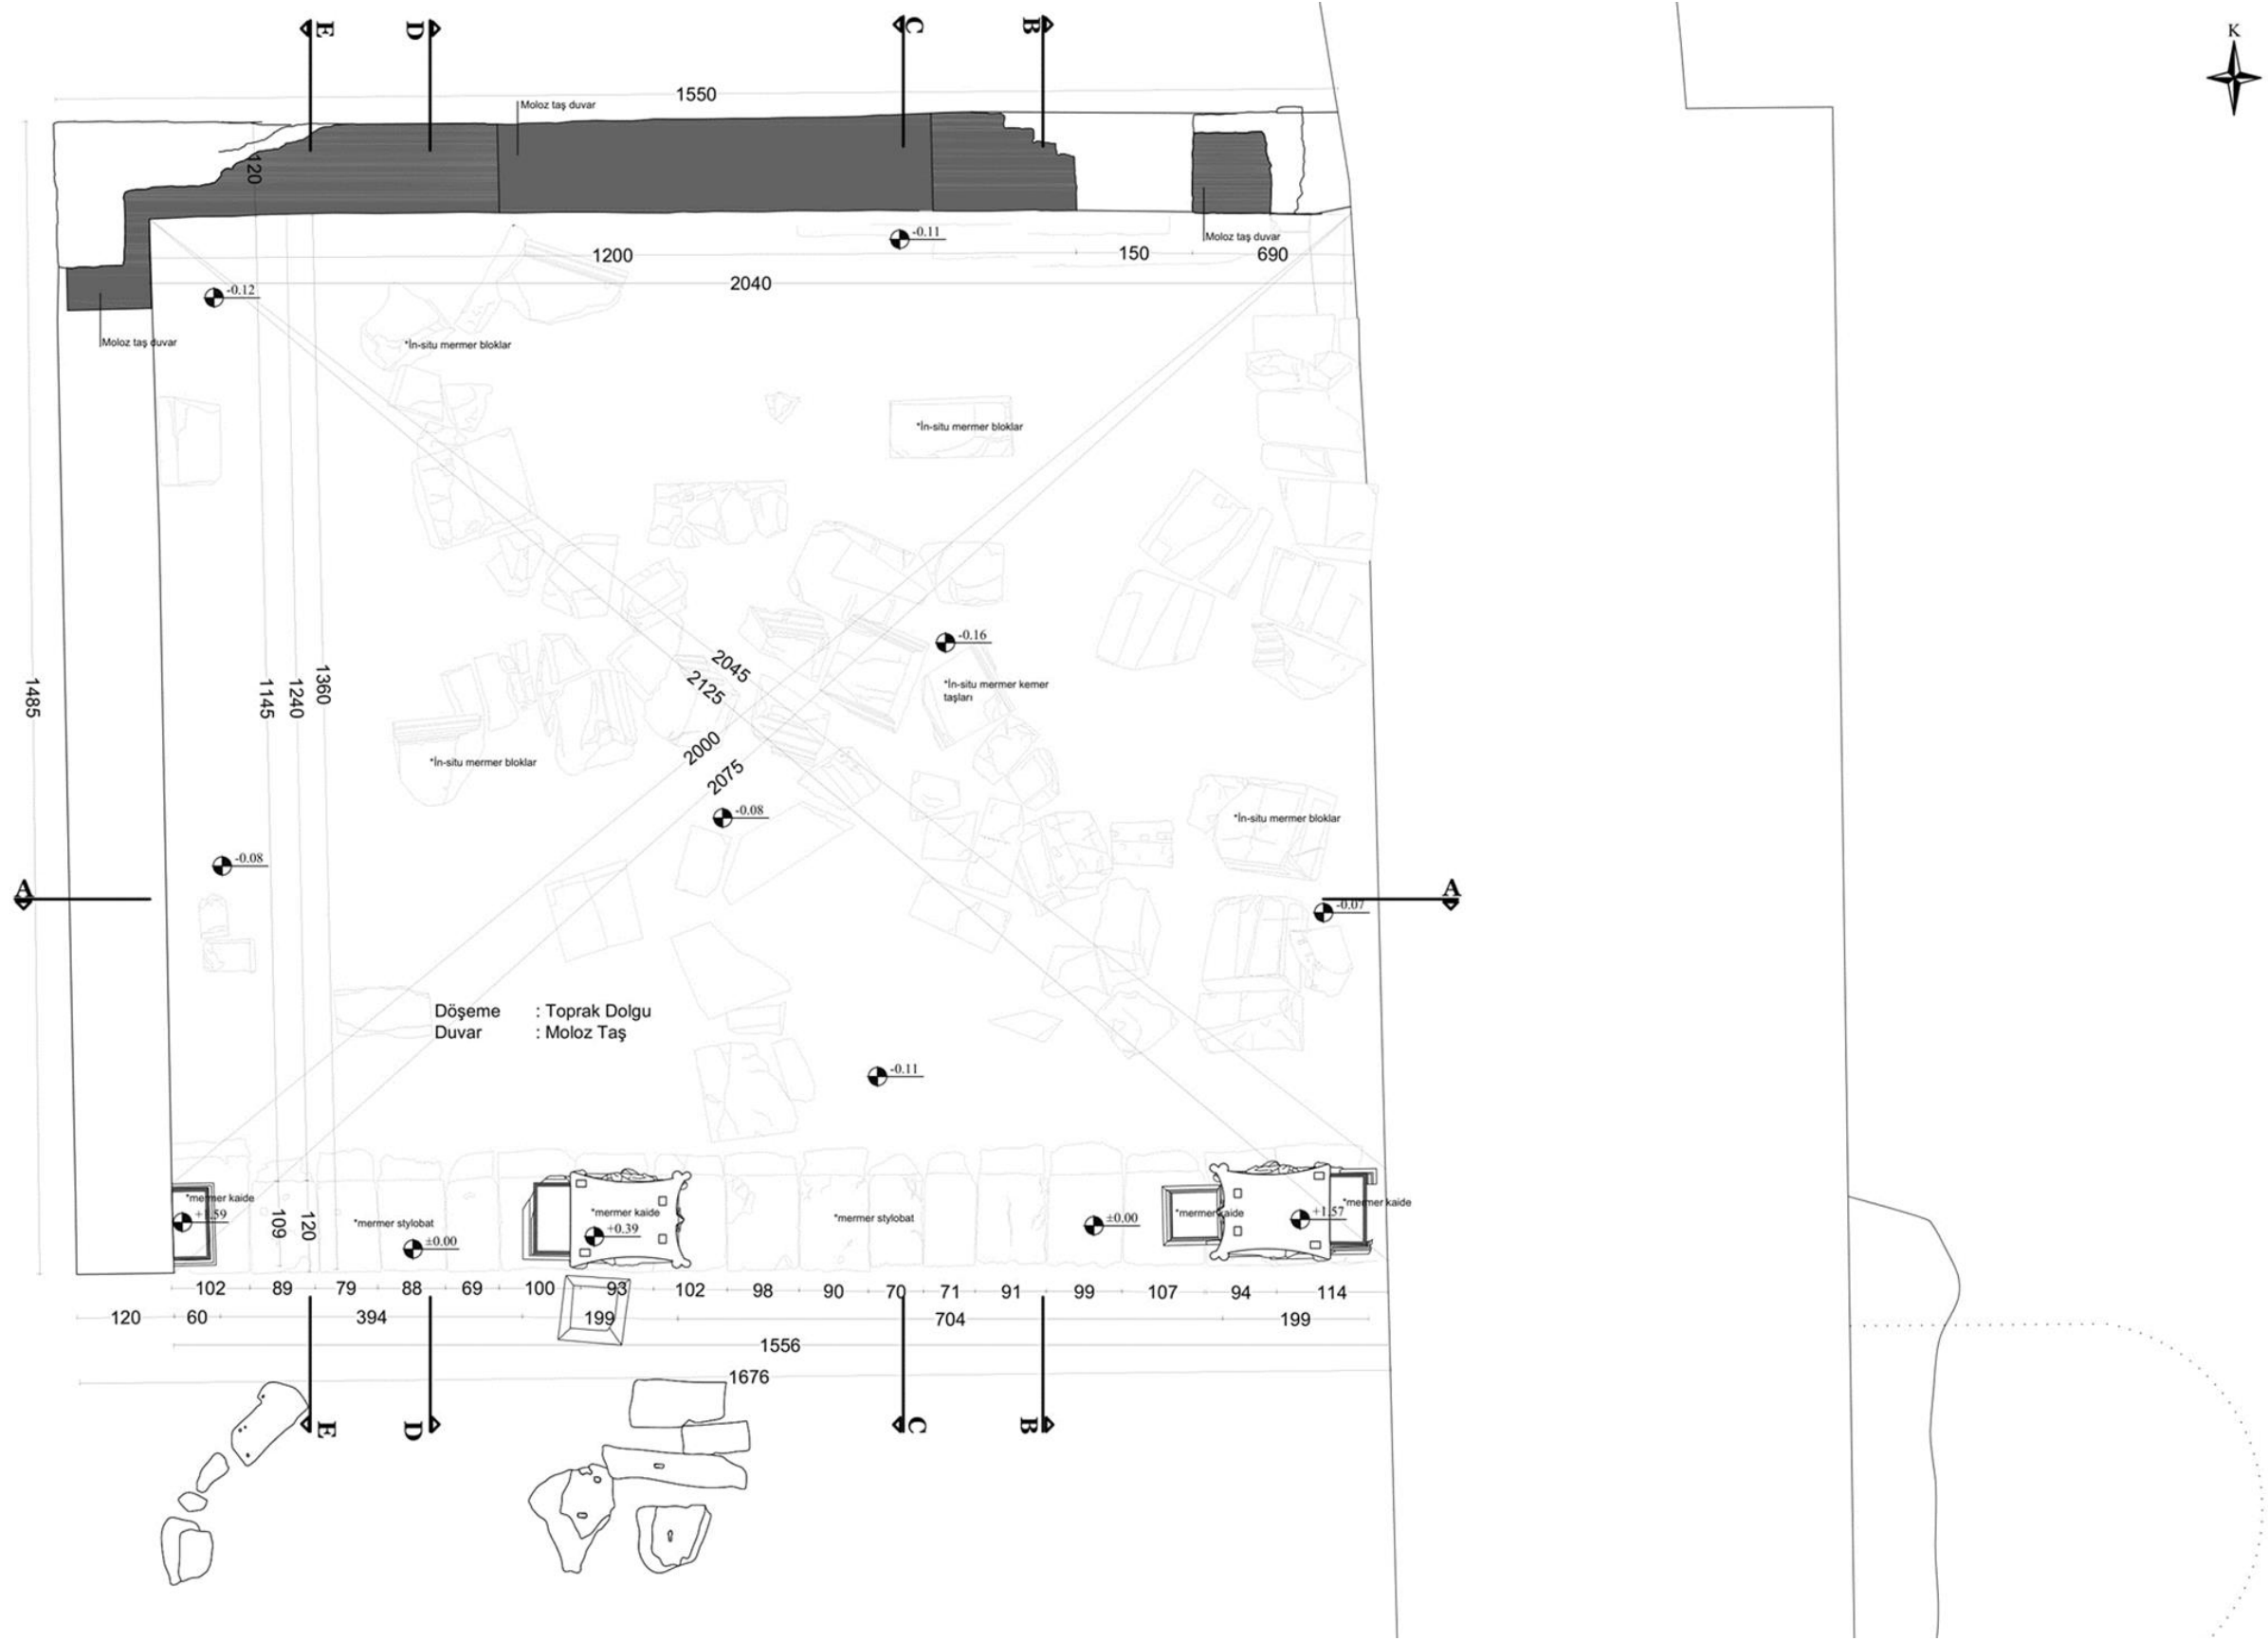 E D C B
K
1550
Moloz taş duvar
120
-0.11
1200
150
690
Moloz taş duvar
2040
-0.12
Moloz taş duvar
*İn-situ mermer bloklar
*İn-situ mermer bloklar
-0.16
2045
*İn-situ mermer kemer
taşları
2125
1485
1145
1240
1360
2000
2075
*İn-situ mermer bloklar
-0.08
*İn-situ mermer bloklar
-0.08
A
A
-0.07
Döşeme : Toprak Dolgu
Duvar : Moloz Taş
-0.11
*mermer kaide
*mermer kaide
*mermer kaide
*mermer kaide
109
120
*mermer stylobat
*mermer stylobat
±0.00
+0.39
±0.00
+1.57
+1.59
102 89 79 88 69 100 93 102 98 90 70 71 91 99 107 94 114
120 60 394 199 704 199
1556
1676
E D C B